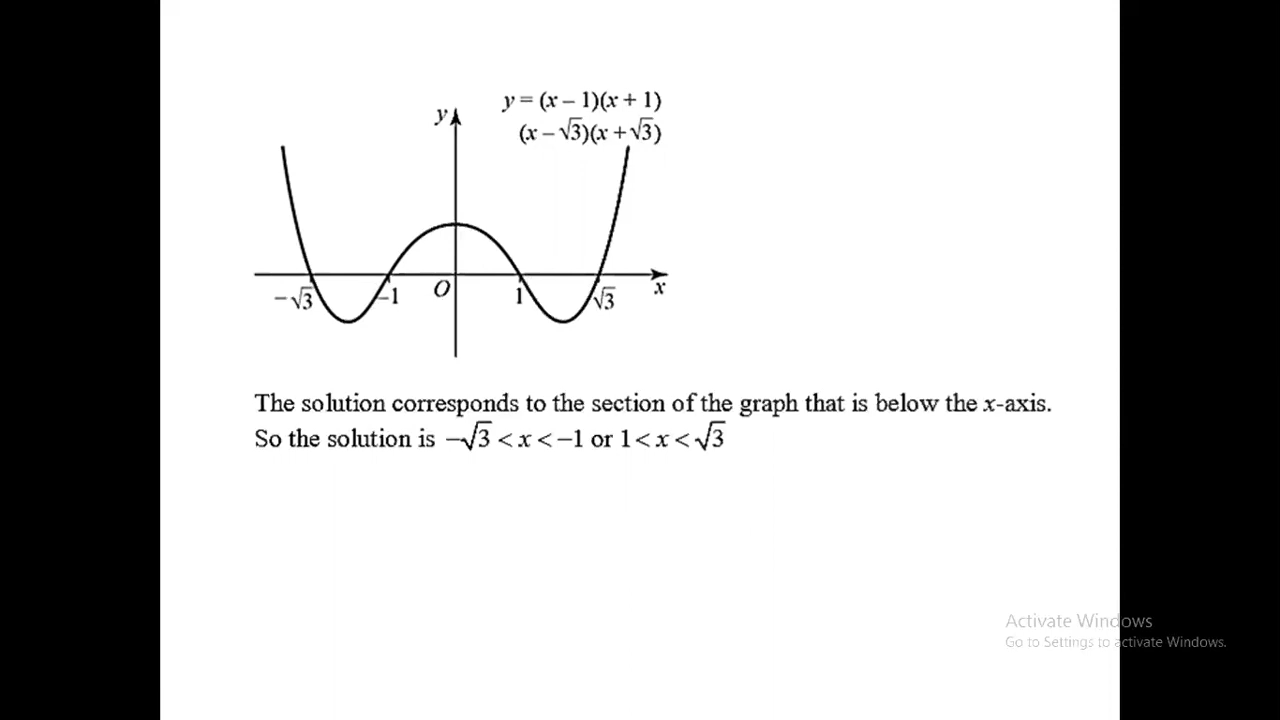 y = (x – 1)(x + 1)
(x – √3)(x + √3)
y
–√3
–1
O
1
√3
x
The solution corresponds to the section of the graph that is below the x-axis.
So the solution is –√3 < x < –1 or 1 < x < √3
Activate Windows
Go to Settings to activate Windows.